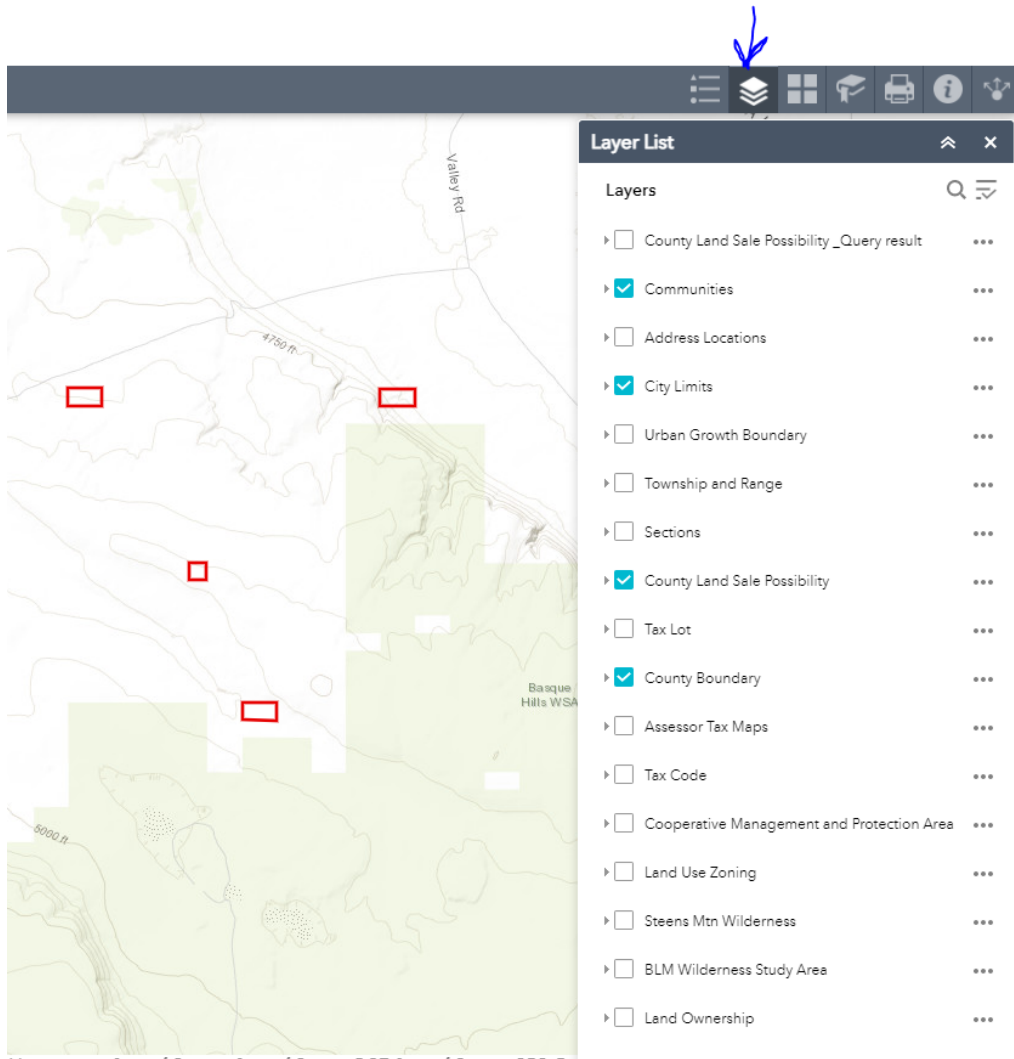 Layer List
Layers
County Land Sale Possibility _Query result
Communities
Address Locations
City Limits
Urban Growth Boundary
Township and Range
Sections
County Land Sale Possibility
Tax Lot
County Boundary
Assessor Tax Maps
Tax Code
Cooperative Management and Protection Area
Land Use Zoning
Steens Mtn Wilderness
BLM Wilderness Study Area
Land Ownership
Valley Rd
4750 ft
Basque
Hills WSA
5000 ft